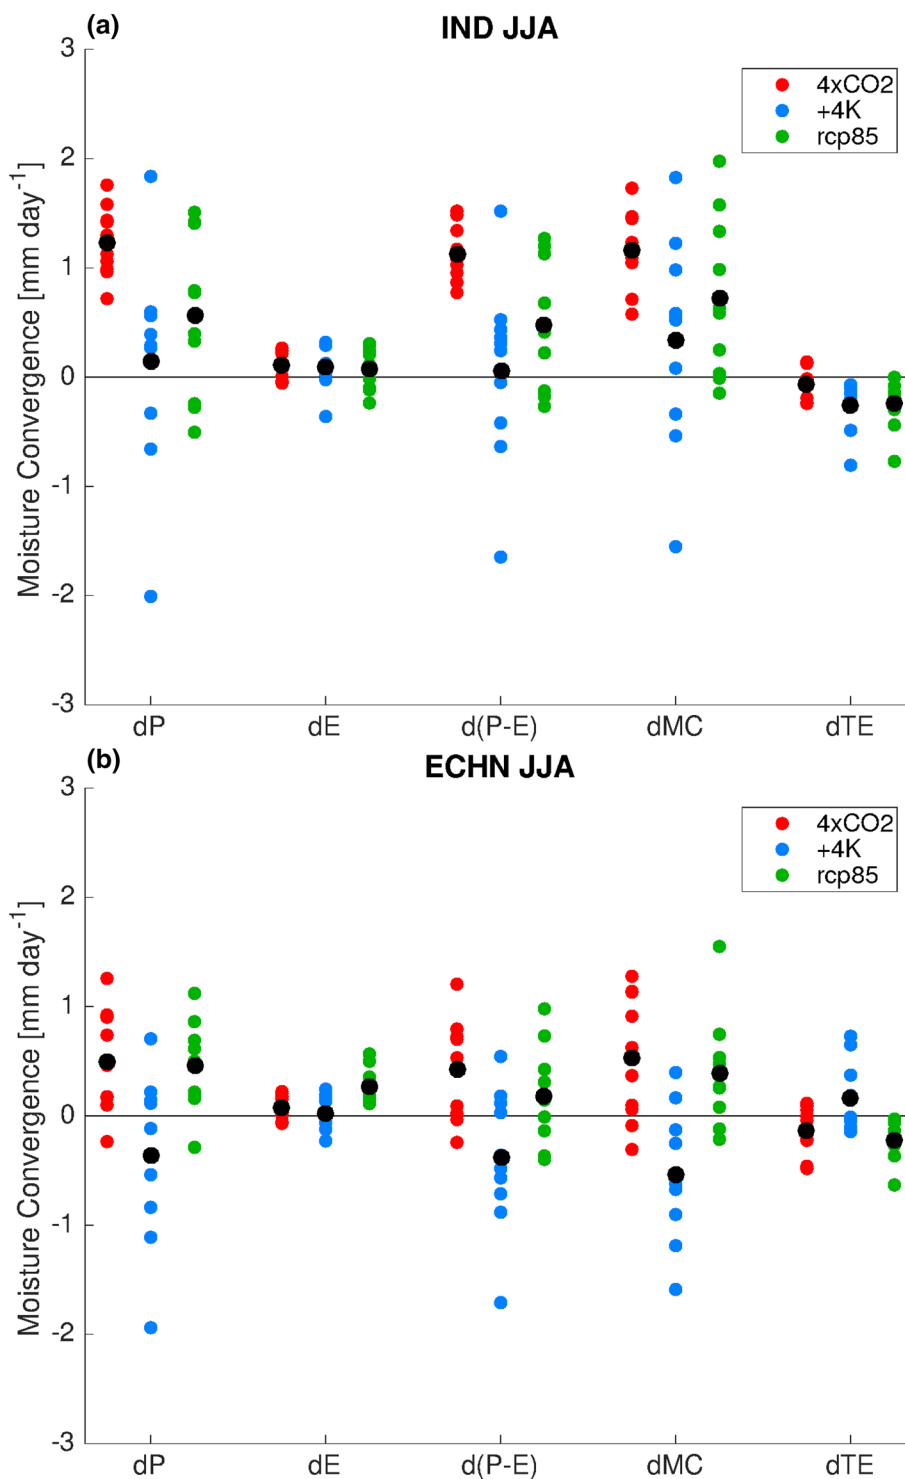 (a)
IND JJA
3
2
1
0
-1
-2
-3
Moisture Convergence [mm day-1]
4xCO2
+4K
rcp85
dP dE d(P-E) dMC dTE
(b)
ECHN JJA
3
2
1
0
-1
-2
-3
Moisture Convergence [mm day-1]
4xCO2
+4K
rcp85
dP dE d(P-E) dMC dTE